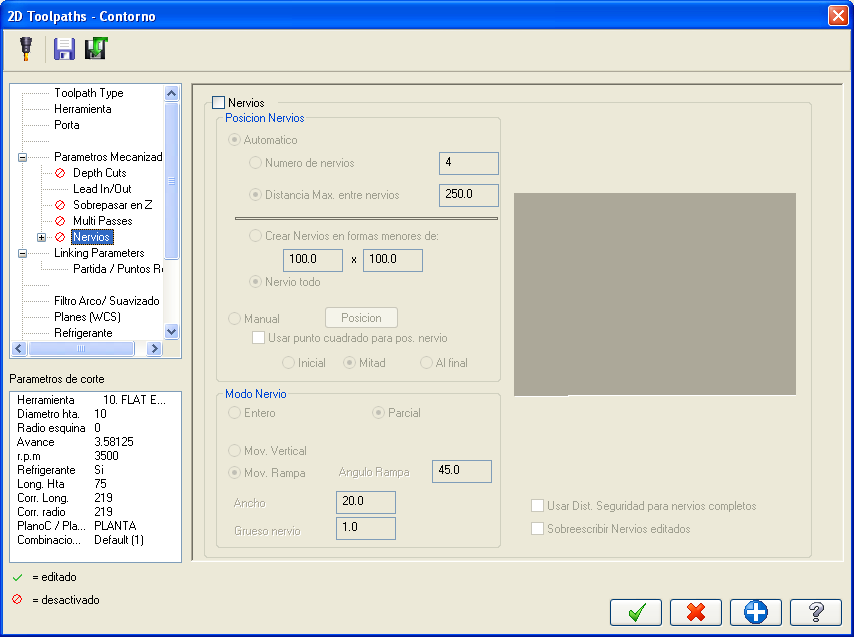 2D Toolpaths - Contorno
Toolpath Type
Herramienta
Porta
Parametros Mecanizad
Depth Cuts
Lead In/Out
Sobrepasar en Z
Multi Passes
Nervios
Linking Parameters
Partida / Puntos Re
Filtro Arco/ Suavizado
Planes (WCS)
Refrigerante
Parametros de corte
Herramienta 10. FLAT E...
Diametro hta. 10
Radio esquina 0
Avance 3.58125
r.p.m 3500
Refrigerante Si
Long. Hta 75
Corr. Long. 219
Corr. radio 219
PlanoC / Pla... PLANTA
Combinacio... Default (1)
= editado
= desactivado
Nervios
Posicion Nervios
Automatico
Numero de nervios 4
Distancia Max. entre nervios 250.0
Crear Nervios en formas menores de:
100.0 x 100.0
Nervio todo
Manual Posicion
Usar punto cuadrado para pos. nervio
Inicial Mitad Al final
Modo Nervio
Entero Parcial
Mov. Vertical
Mov. Rampa Angulo Rampa 45.0
Ancho 20.0
Grueso nervio 1.0
Usar Dist. Seguridad para nervios completos
Sobreescribir Nervios editados